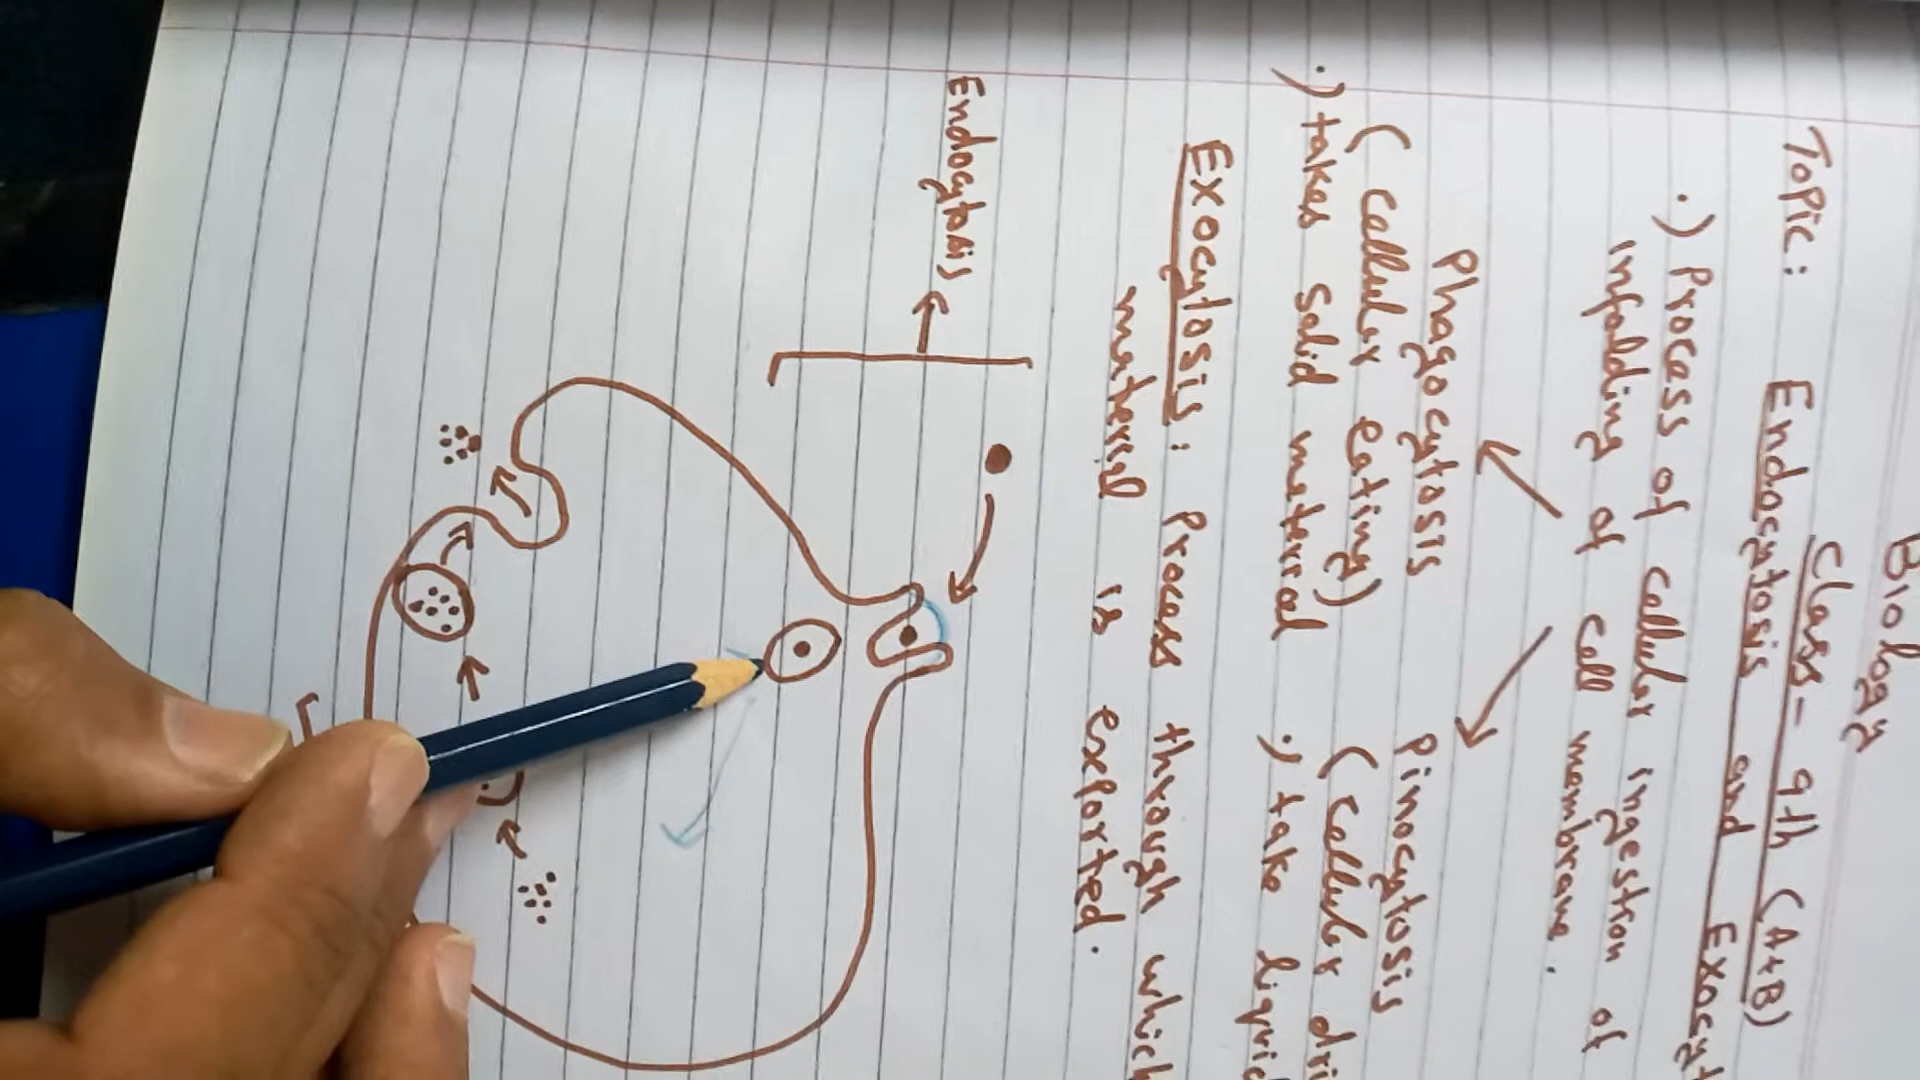 Biology
Class- 9th (A+B)
Topic: Endocytosis and Exocyt
.) Process of cellular ingestion of
infolding of cell membrane.
Phagocytosis
Pinocytosis
(cellular eating)
(cellular dri
.) takes solid material
.) take liqui
Exocytosis: Process through which
material is exported.
Endocytosis